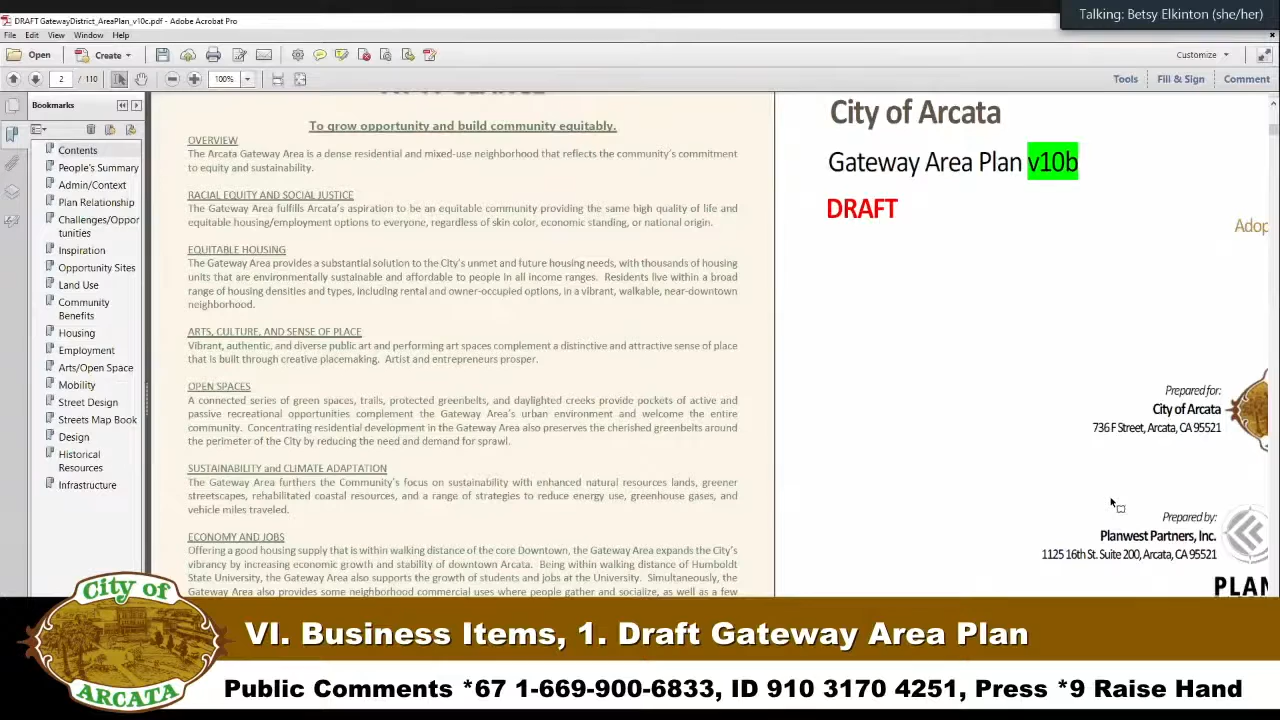 Talking: Betsy Elkinton (she/her)
DRAFT GatewayDistrict_AreaPlan_v10c.pdf - Adobe Acrobat Pro
File Edit View Window Help
Open Create Customize
2 / 110 100% Tools Fill & Sign Comment
Bookmarks
Contents
People's Summary
Admin/Context
Plan Relationship
Challenges/Oppor
tunities
Inspiration
Opportunity Sites
Land Use
Community
Benefits
Housing
Employment
Arts/Open Space
Mobility
Street Design
Streets Map Book
Design
Historical
Resources
Infrastructure
To grow opportunity and build community equitably.
OVERVIEW
The Arcata Gateway Area is a dense residential and mixed-use neighborhood that reflects the community's commitment
to equity and sustainability.
RACIAL EQUITY AND SOCIAL JUSTICE
The Gateway Area fulfills Arcata's aspiration to be an equitable community providing the same high quality of life and
equitable housing/employment options to everyone, regardless of skin color, economic standing, or national origin.
EQUITABLE HOUSING
The Gateway Area provides a substantial solution to the City's unmet and future housing needs, with thousands of housing
units that are environmentally sustainable and affordable to people in all income ranges. Residents live within a broad
range of housing densities and types, including rental and owner-occupied options, in a vibrant, walkable, near-downtown
neighborhood.
ARTS, CULTURE, AND SENSE OF PLACE
Vibrant, authentic, and diverse public art and performing art spaces complement a distinctive and attractive sense of place
that is built through creative placemaking. Artist and entrepreneurs prosper.
OPEN SPACES
A connected series of green spaces, trails, protected greenbelts, and daylighted creeks provide pockets of active and
passive recreational opportunities complement the Gateway Area's urban environment and welcome the entire
community. Concentrating residential development in the Gateway Area also preserves the cherished greenbelts around
the perimeter of the City by reducing the need and demand for sprawl.
SUSTAINABILITY and CLIMATE ADAPTATION
The Gateway Area furthers the Community's focus on sustainability with enhanced natural resources lands, greener
streetscapes, rehabilitated coastal resources, and a range of strategies to reduce energy use, greenhouse gases, and
vehicle miles traveled.
ECONOMY AND JOBS
Offering a good housing supply that is within walking distance of the core Downtown, the Gateway Area expands the City's
vibrancy by increasing economic growth and stability of downtown Arcata. Being within walking distance of Humboldt
State University, the Gateway Area also supports the growth of students and jobs at the University. Simultaneously, the
Gateway Area also provides some neighborhood commercial uses where people gather and socialize, as well as a few
City of Arcata
Gateway Area Plan v10b
DRAFT
Adop
Prepared for:
City of Arcata
736 F Street, Arcata, CA 95521
Prepared by:
Planwest Partners, Inc.
1125 16th St. Suite 200, Arcata, CA 95521
PLAN
City of
ARCATA
VI. Business Items, 1. Draft Gateway Area Plan
Public Comments *67 1-669-900-6833, ID 910 3170 4251, Press *9 Raise Hand